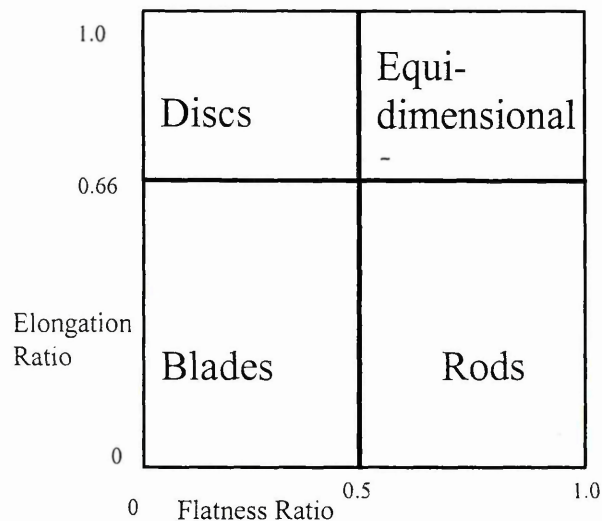 1.0
Equi-
dimensional
Discs
0.66
Elongation
Ratio
Blades
Rods
0
0.5
1.0
0
Flatness Ratio